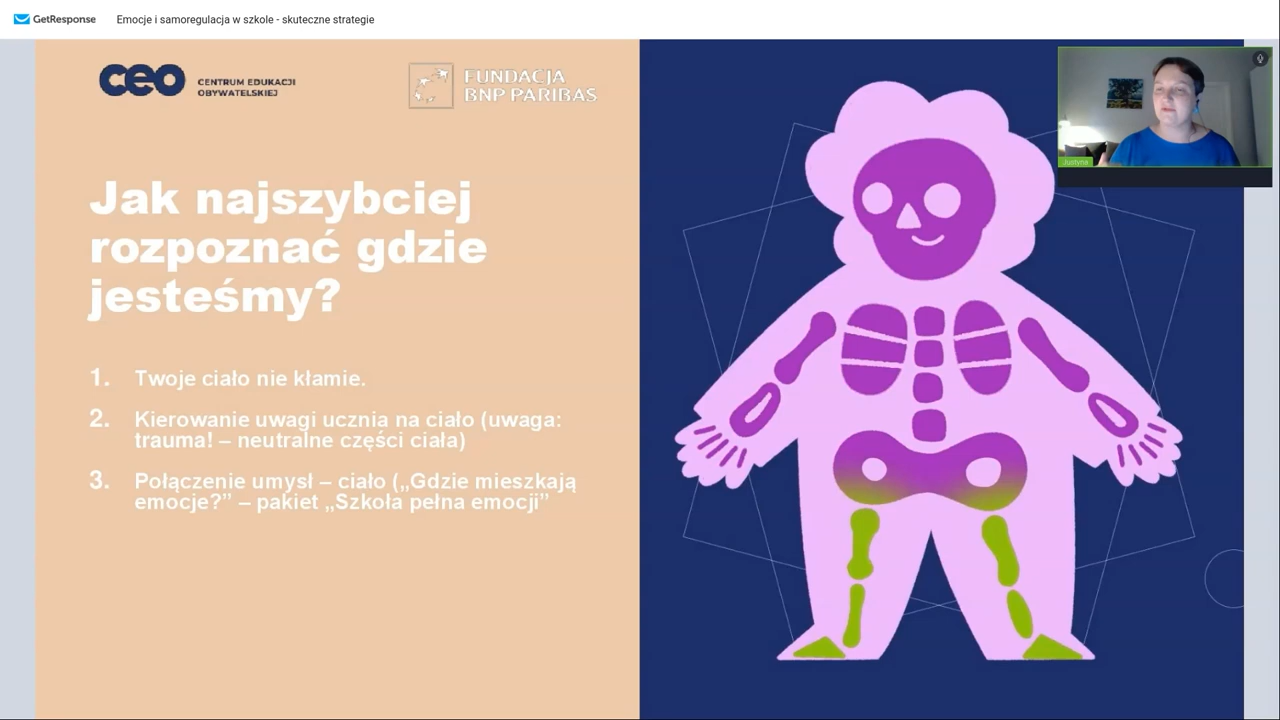 GetResponse Emocje i samoregulacja w szkole - skuteczne strategie
ceo CENTRUM EDUKACJI
OBYWATELSKIEJ
FUNDACJA
BNP PARIBAS
Justyna
Jak najszybciej
rozpoznać gdzie
jesteśmy?
1. Twoje ciało nie kłamie.
2. Kierowanie uwagi ucznia na ciało (uwaga:
trauma! – neutralne części ciała)
3. Połączenie umysł – ciało („Gdzie mieszkają
emocje?” – pakiet „Szkoła pełna emocji”